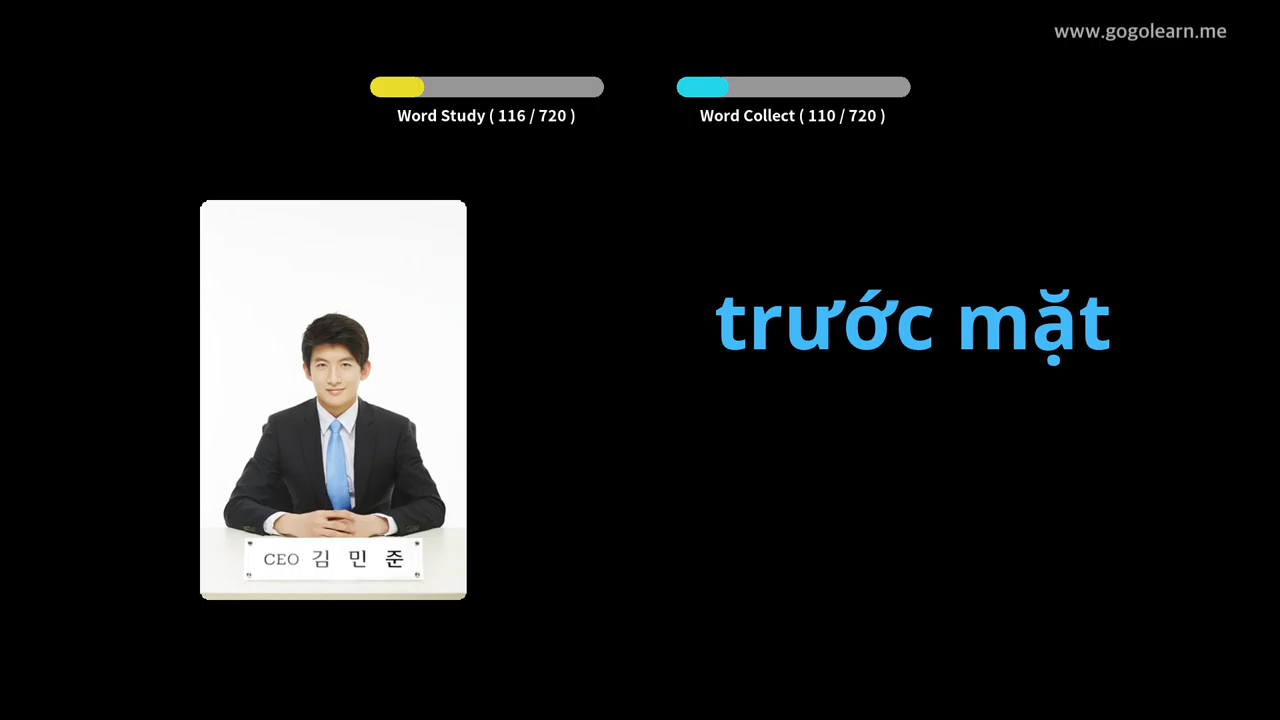 www.gogolearn.me
Word Study ( 116 / 720 )
Word Collect ( 110 / 720 )
trước mặt
CEO 김 민 준